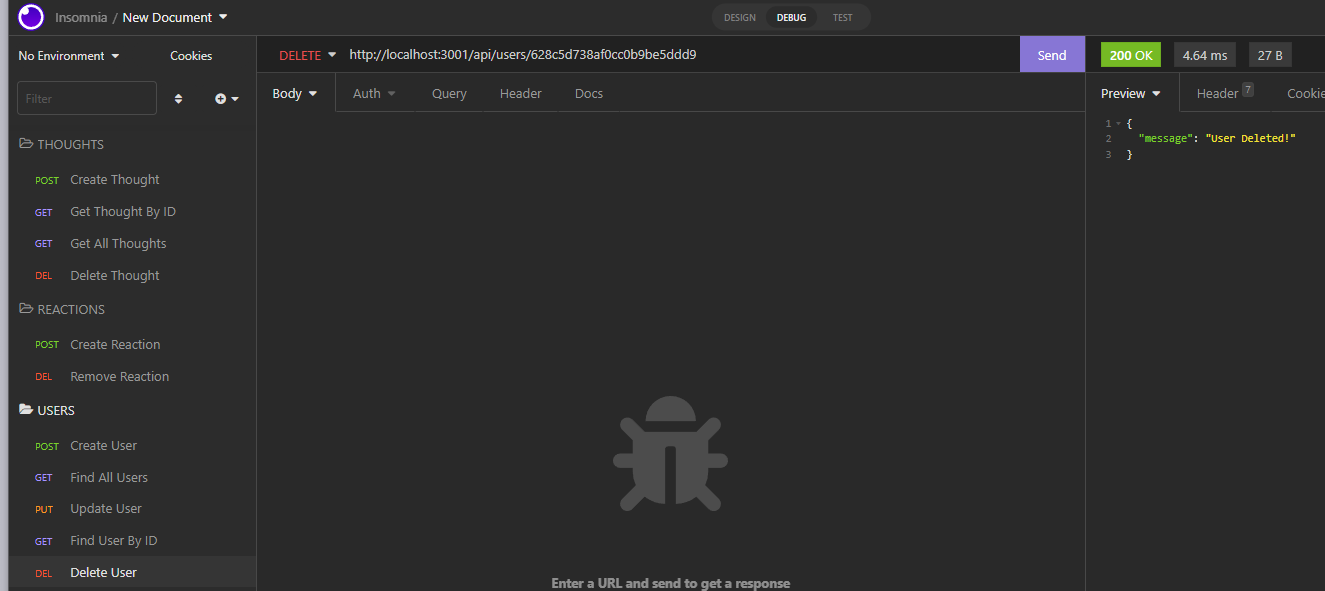 Insomnia / New Document
DESIGN DEBUG TEST
No Environment Cookies
DELETE http://localhost:3001/api/users/628c5d738af0cc0b9be5ddd9 Send
200 OK 4.64 ms 27 B
Filter
Body Auth Query Header Docs
Preview Header 7 Cookie
1 {
2 "message": "User Deleted!"
3 }
THOUGHTS
POST Create Thought
GET Get Thought By ID
GET Get All Thoughts
DEL Delete Thought
REACTIONS
POST Create Reaction
DEL Remove Reaction
USERS
POST Create User
GET Find All Users
PUT Update User
GET Find User By ID
DEL Delete User
Enter a URL and send to get a response